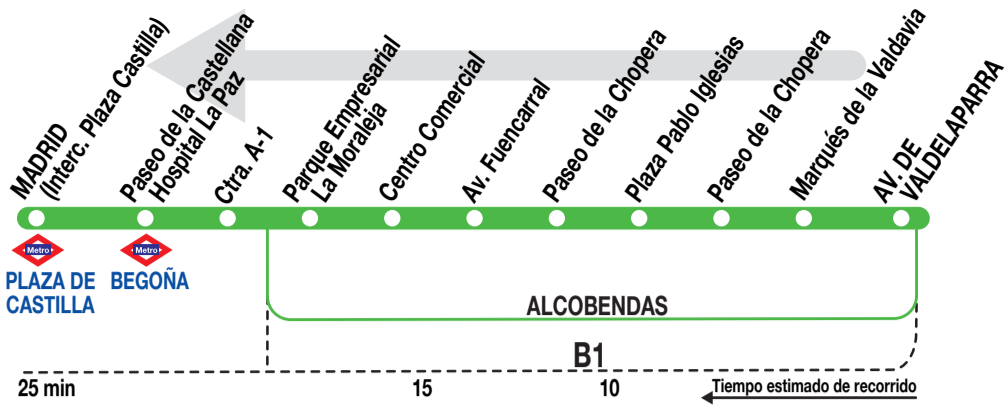 MADRID
(Interc. Plaza Castilla)
Paseo de la Castellana
Hospital La Paz
Ctra. A-1
Parque Empresarial
La Moraleja
Centro Comercial
Av. Fuencarral
Paseo de la Chopera
Plaza Pablo Iglesias
Paseo de la Chopera
Marqués de la Valdavia
AV. DE
VALDELAPARRA
Metro
Metro
PLAZA DE
CASTILLA
BEGOÑA
ALCOBENDAS
B1
25 min
15
10
Tiempo estimado de recorrido